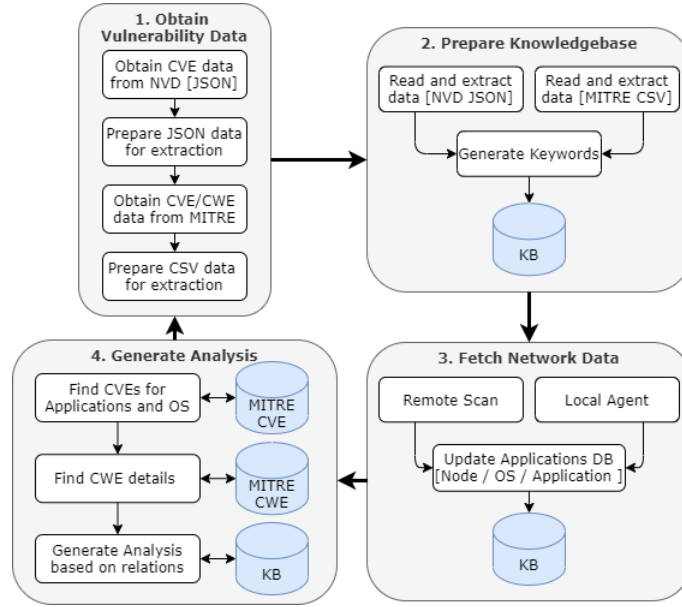 1. Obtain
Vulnerability Data
Obtain CVE data
from NVD [JSON]
Prepare JSON data
for extraction
Obtain CVE/CWE
data from MITRE
Prepare CSV data
for extraction
2. Prepare Knowledgebase
Read and extract
data [NVD JSON]
Read and extract
data [MITRE CSV]
Generate Keywords
KB
3. Fetch Network Data
Remote Scan
Local Agent
Update Applications DB
[Node / OS / Application ]
KB
4. Generate Analysis
Find CVEs for
Applications and OS
MITRE
CVE
Find CWE details
MITRE
CWE
Generate Analysis
based on relations
KB